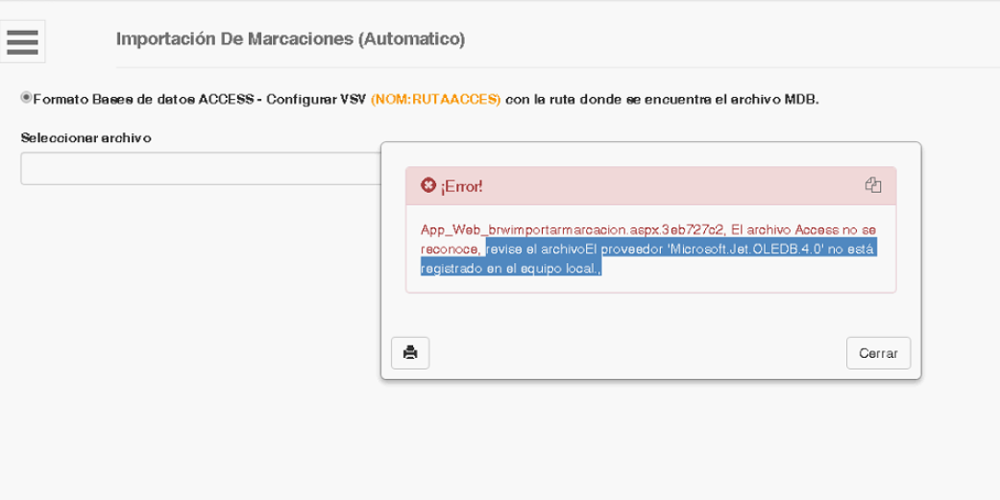 Importación De Marcaciones (Automatico)
Formato Bases de datos ACCESS - Configurar VSV (NOM:RUTAACCES) con la ruta donde se encuentra el archivo MDB.
Seleccionar archivo
¡Error!
App_Web_brwimportarmarcacion.aspx.3eb727c2, El archivo Access no se
reconoce, revise el archivoEl proveedor 'Microsoft.Jet.OLEDB.4.0' no está
registrado en el equipo local.,
Cerrar